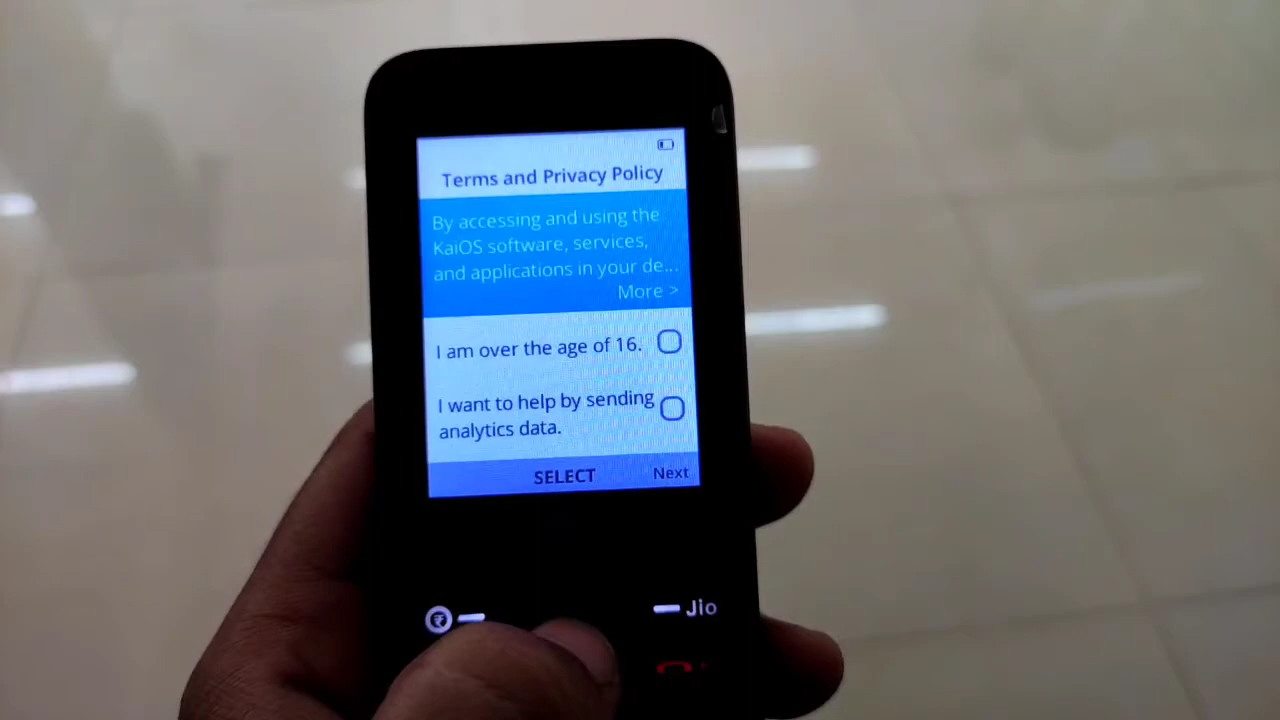 Terms and Privacy Policy
By accessing and using the
KaiOS software, services,
and applications in your de...
More >
I am over the age of 16.
I want to help by sending
analytics data.
SELECT Next
₹ Jio